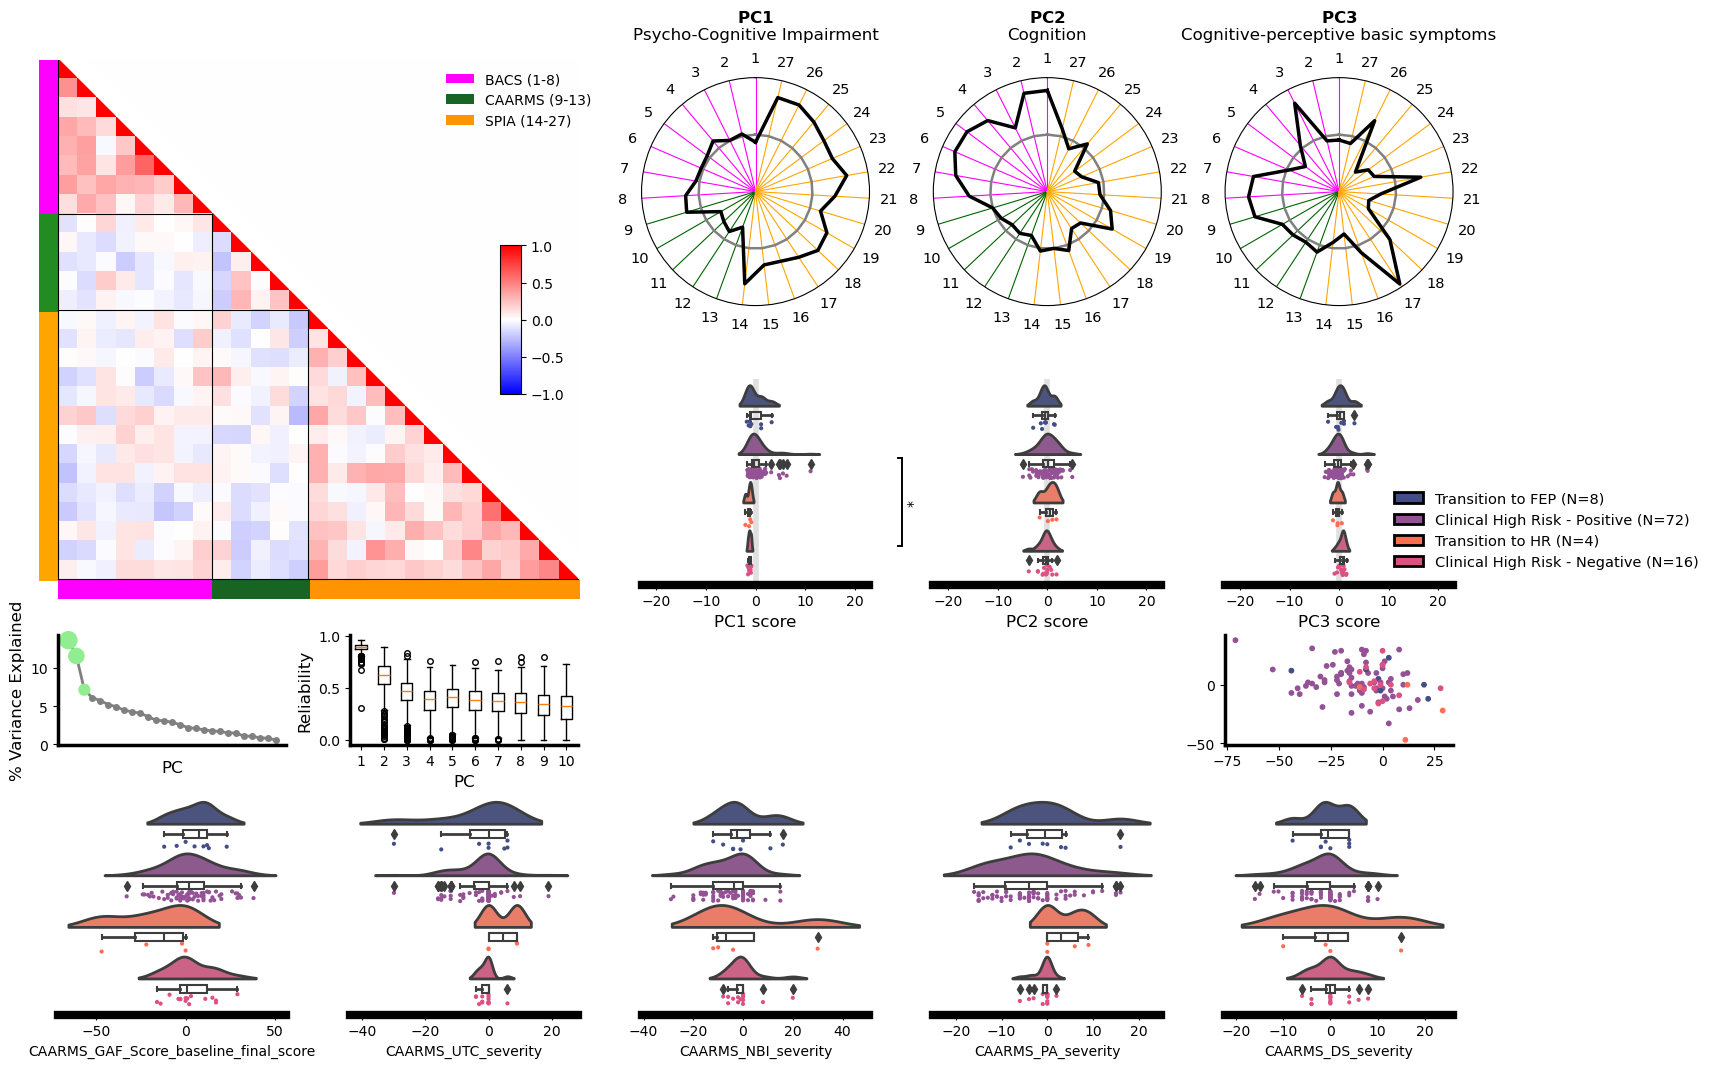 PC1
Psycho-Cognitive Impairment
PC2
Cognition
PC3
Cognitive-perceptive basic symptoms
BACS (1-8)
CAARMS (9-13)
SPIA (14-27)
1.0
0.5
0.0
−0.5
−1.0
1 2 3 4 5 6 7 8 9 10 11 12 13 14 15 16 17 18 19 20 21 22 23 24 25 26 27
1 2 3 4 5 6 7 8 9 10 11 12 13 14 15 16 17 18 19 20 21 22 23 24 25 26 27
1 2 3 4 5 6 7 8 9 10 11 12 13 14 15 16 17 18 19 20 21 22 23 24 25 26 27
*
Transition to FEP (N=8)
Clinical High Risk - Positive (N=72)
Transition to HR (N=4)
Clinical High Risk - Negative (N=16)
−20 −10 0 10 20
PC1 score
−20 −10 0 10 20
PC2 score
−20 −10 0 10 20
PC3 score
% Variance Explained
10
5
0
PC
Reliability
1.0
0.5
0.0
1 2 3 4 5 6 7 8 9 10
PC
0
−50
−75 −50 −25 0 25
−50 0 50
CAARMS_GAF_Score_baseline_final_score
−40 −20 0 20
CAARMS_UTC_severity
−40 −20 0 20 40
CAARMS_NBI_severity
−20 −10 0 10 20
CAARMS_PA_severity
−20 −10 0 10 20
CAARMS_DS_severity